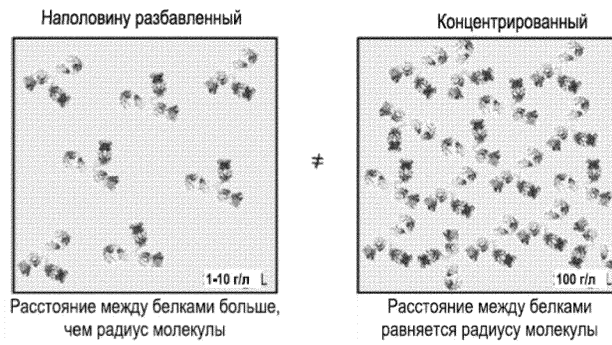 Наполовину разбавленный
Концентрированный
≠
1-10 г/л L
100 г/л L
Расстояние между белками больше,
чем радиус молекулы
Расстояние между белками
равняется радиусу молекулы